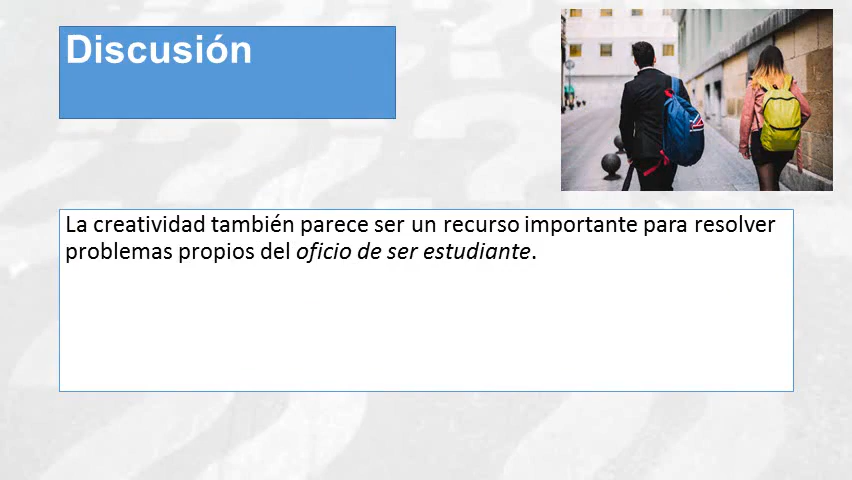 Discusión
La creatividad también parece ser un recurso importante para resolver
problemas propios del oficio de ser estudiante.